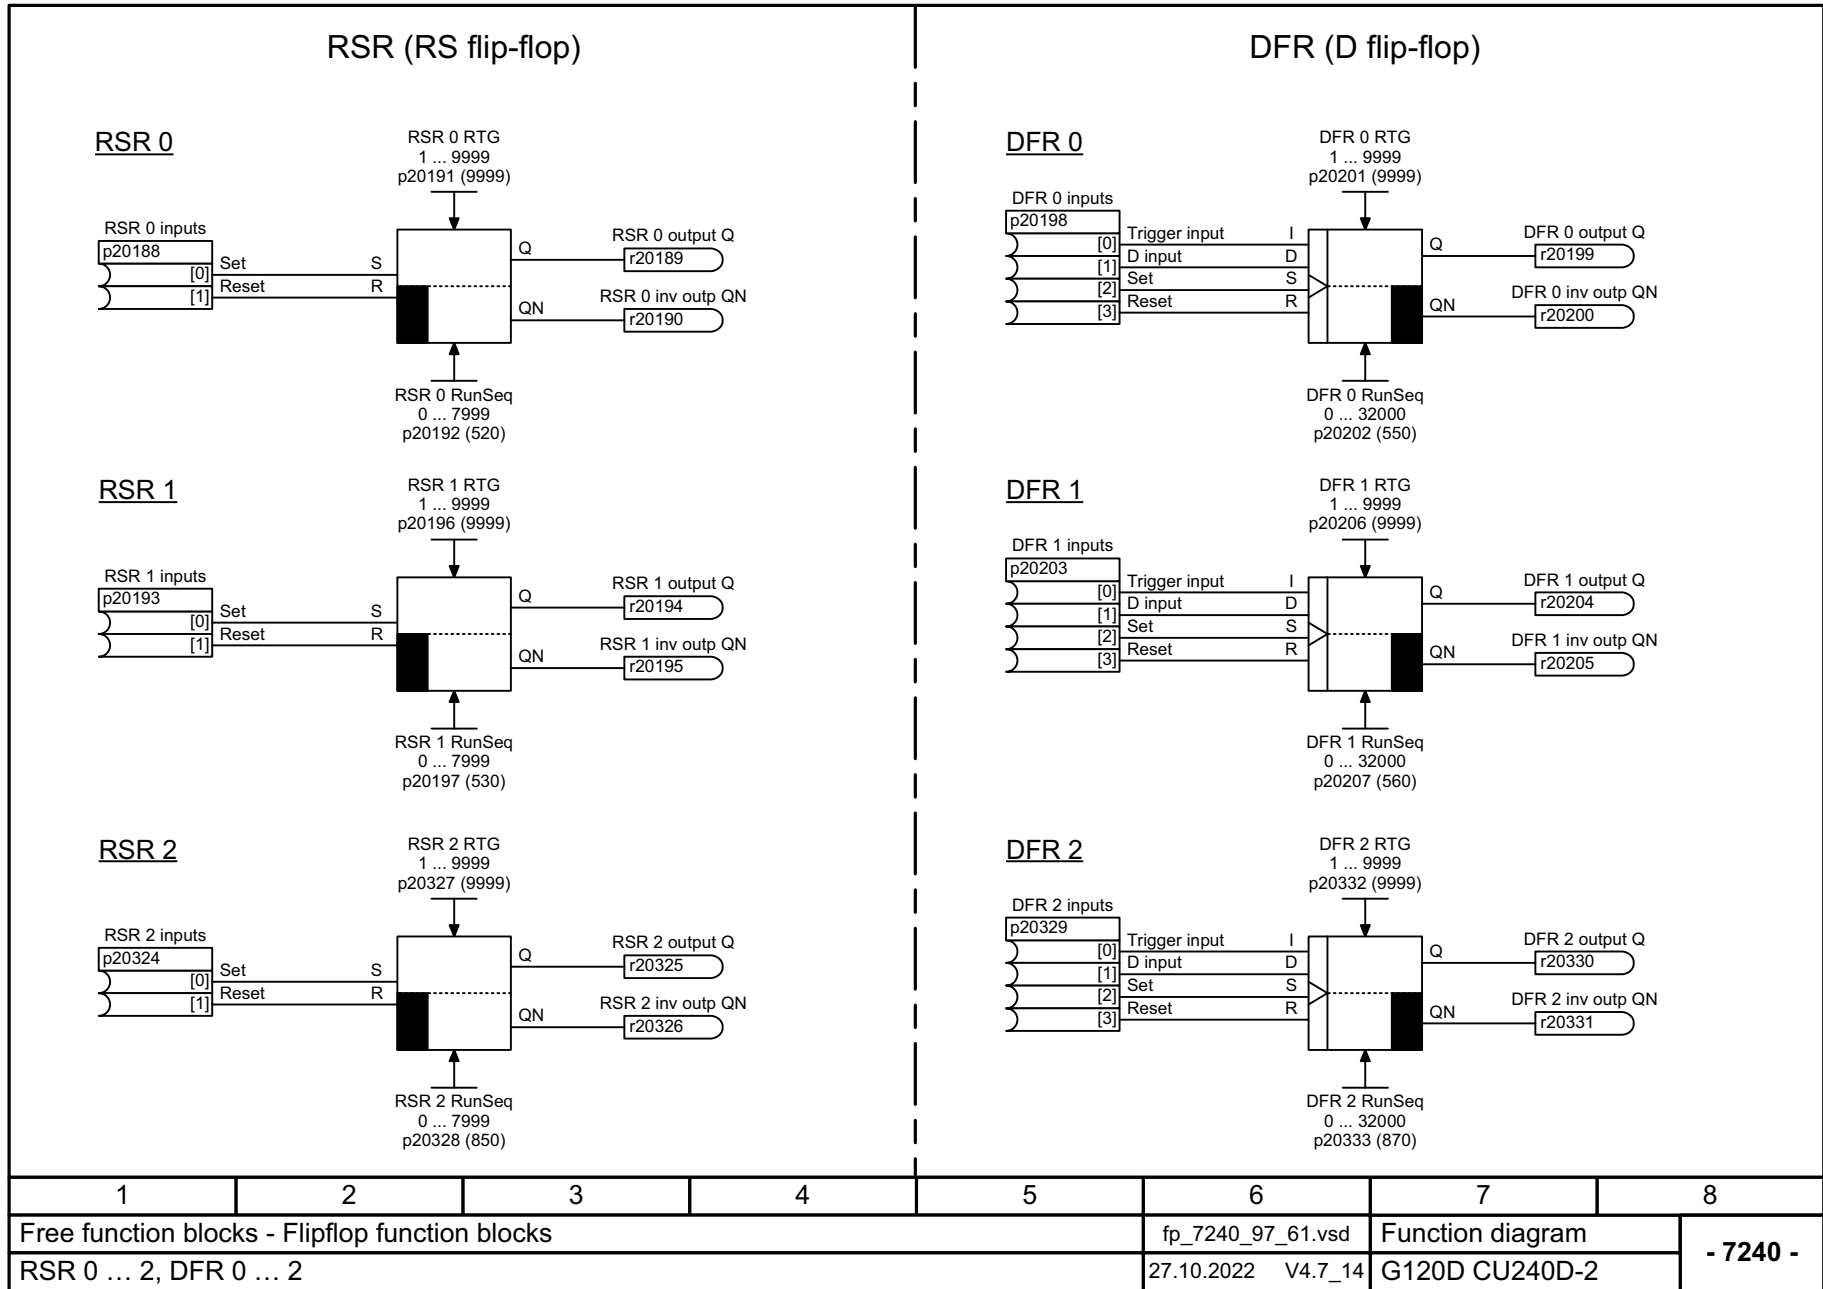 RSR (RS flip-flop)
RSR 0
RSR 0 RTG
1 ... 9999
p20191 (9999)
RSR 0 inputs
p20188
[0] Set S
[1] Reset R
Q
RSR 0 output Q
r20189
QN
RSR 0 inv outp QN
r20190
RSR 0 RunSeq
0 ... 7999
p20192 (520)
RSR 1
RSR 1 RTG
1 ... 9999
p20196 (9999)
RSR 1 inputs
p20193
[0] Set S
[1] Reset R
Q
RSR 1 output Q
r20194
QN
RSR 1 inv outp QN
r20195
RSR 1 RunSeq
0 ... 7999
p20197 (530)
RSR 2
RSR 2 RTG
1 ... 9999
p20327 (9999)
RSR 2 inputs
p20324
[0] Set S
[1] Reset R
Q
RSR 2 output Q
r20325
QN
RSR 2 inv outp QN
r20326
RSR 2 RunSeq
0 ... 7999
p20328 (850)
DFR (D flip-flop)
DFR 0
DFR 0 RTG
1 ... 9999
p20201 (9999)
DFR 0 inputs
p20198
[0] Trigger input I
[1] D input D
[2] Set S
[3] Reset R
Q
DFR 0 output Q
r20199
QN
DFR 0 inv outp QN
r20200
DFR 0 RunSeq
0 ... 32000
p20202 (550)
DFR 1
DFR 1 RTG
1 ... 9999
p20206 (9999)
DFR 1 inputs
p20203
[0] Trigger input I
[1] D input D
[2] Set S
[3] Reset R
Q
DFR 1 output Q
r20204
QN
DFR 1 inv outp QN
r20205
DFR 1 RunSeq
0 ... 32000
p20207 (560)
DFR 2
DFR 2 RTG
1 ... 9999
p20332 (9999)
DFR 2 inputs
p20329
[0] Trigger input I
[1] D input D
[2] Set S
[3] Reset R
Q
DFR 2 output Q
r20330
QN
DFR 2 inv outp QN
r20331
DFR 2 RunSeq
0 ... 32000
p20333 (870)
1 2 3 4 5 6 7 8
Free function blocks - Flipflop function blocks
fp_7240_97_61.vsd
Function diagram
- 7240 -
RSR 0 … 2, DFR 0 … 2
27.10.2022 V4.7_14
G120D CU240D-2